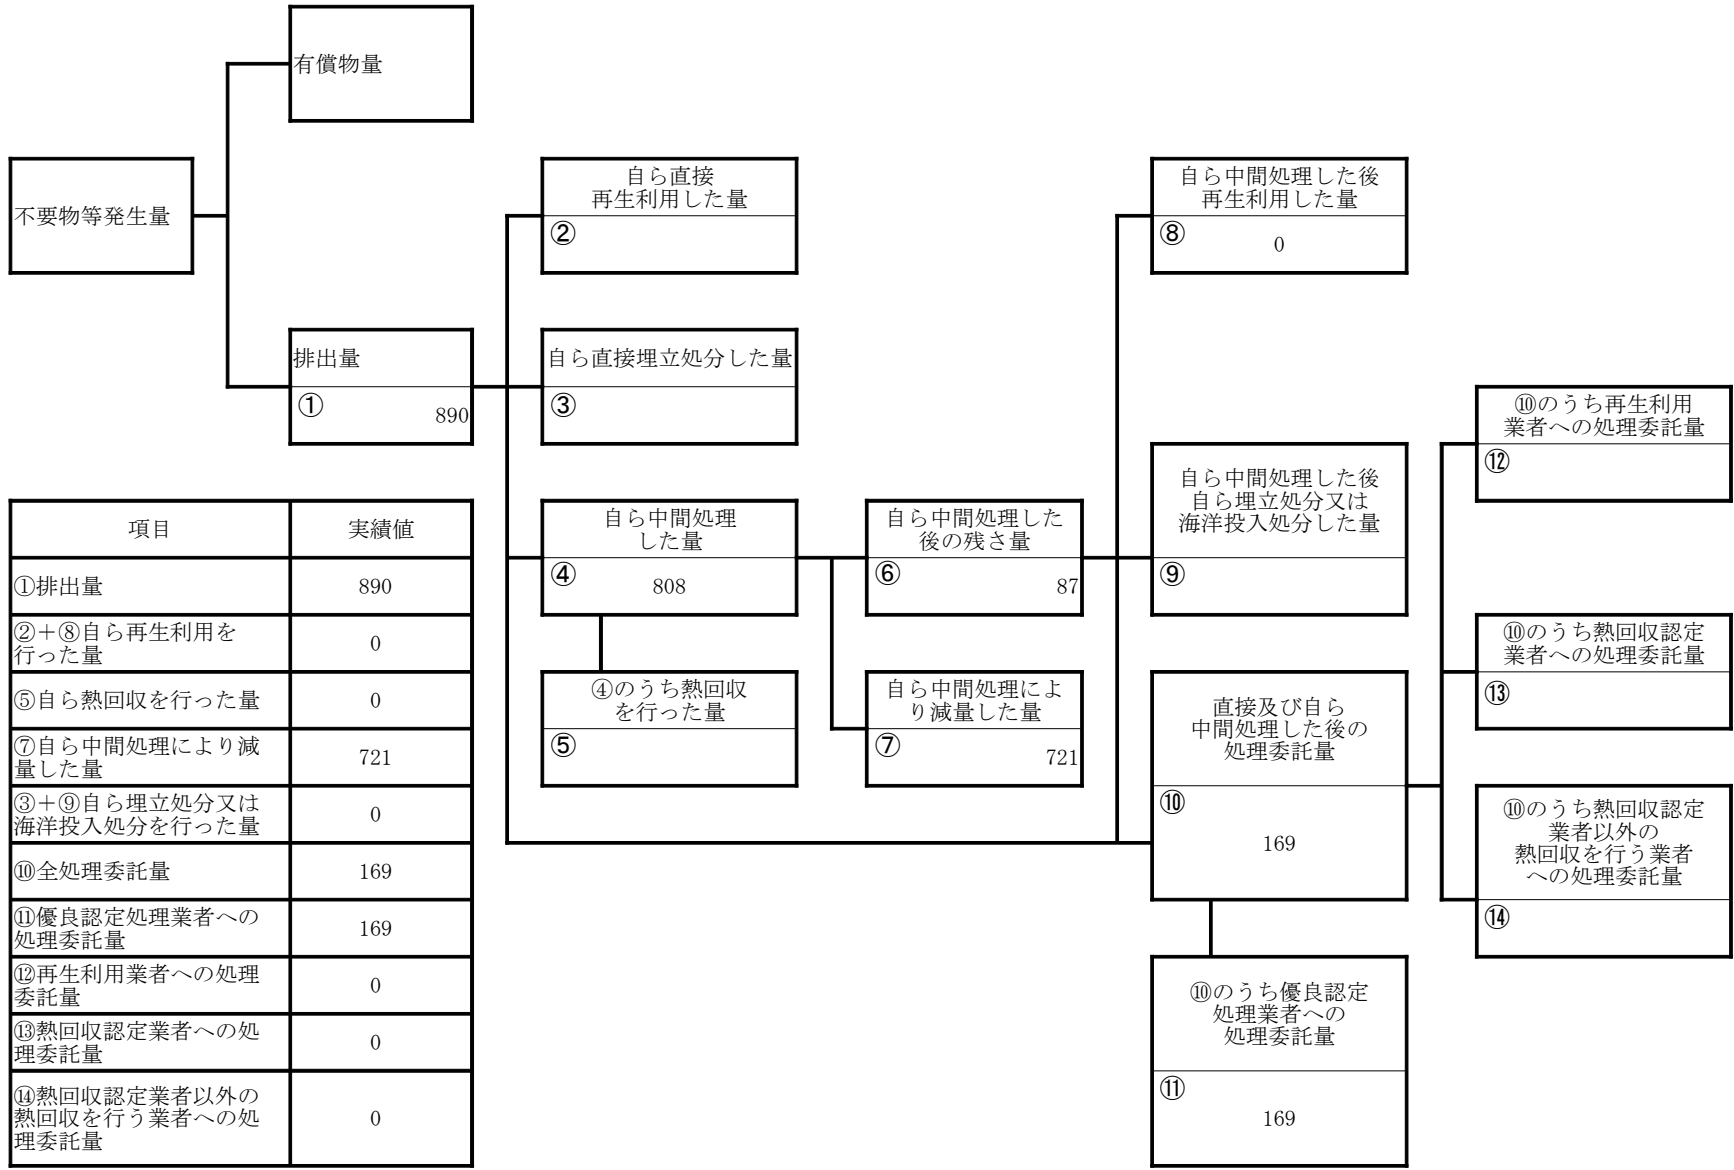 有償物量
不要物等発生量
自ら直接
再生利用した量
②
自ら中間処理した後
再生利用した量
⑧
0
排出量
①
890
自ら直接埋立処分した量
③
⑩のうち再生利用
業者への処理委託量
⑫
自ら中間処理した後
自ら埋立処分又は
海洋投入処分した量
⑨
自ら中間処理
した量
④
808
自ら中間処理した
後の残さ量
⑥
87
④のうち熱回収
を行った量
⑤
自ら中間処理によ
り減量した量
⑦
721
直接及び自ら
中間処理した後の
処理委託量
⑩
169
⑩のうち熱回収認定
業者への処理委託量
⑬
⑩のうち熱回収認定
業者以外の
熱回収を行う業者
への処理委託量
⑭
⑩のうち優良認定
処理業者への
処理委託量
⑪
169
項目 実績値
①排出量 890
②＋⑧自ら再生利用を
行った量 0
⑤自ら熱回収を行った量 0
⑦自ら中間処理により減
量した量 721
③＋⑨自ら埋立処分又は
海洋投入処分を行った量 0
⑩全処理委託量 169
⑪優良認定処理業者への
処理委託量 169
⑫再生利用業者への処理
委託量 0
⑬熱回収認定業者への処
理委託量 0
⑭熱回収認定業者以外の
熱回収を行う業者への処
理委託量 0